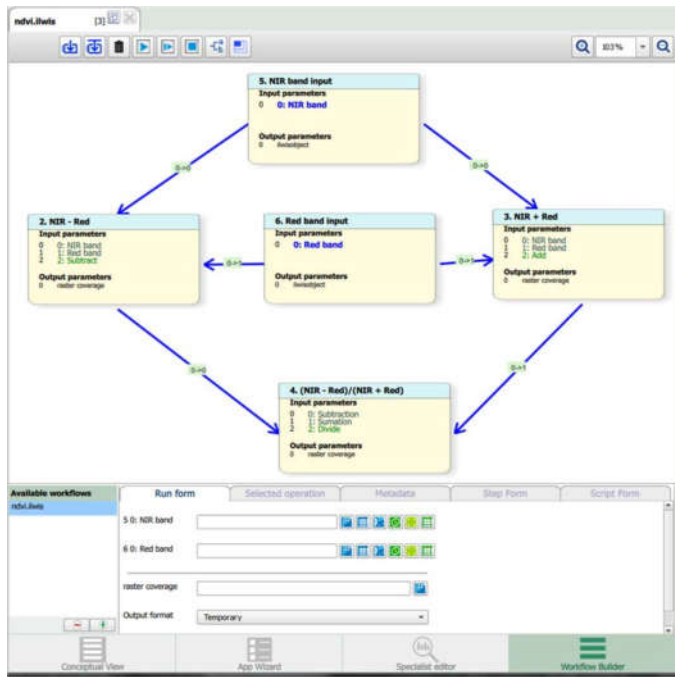 ndvi.ilwis [3]
103%
5. NIR band input
Input parameters
0 0: NIR band
Output parameters
0 ilwisobject
0->0
0->0
2. NIR - Red
Input parameters
0 0: NIR band
1 1: Red band
2 2: Subtract
Output parameters
0 raster coverage
6. Red band input
Input parameters
0 0: Red band
Output parameters
0 ilwisobject
3. NIR + Red
Input parameters
0 0: NIR band
1 1: Red band
2 2: Add
Output parameters
0 raster coverage
0->1
0->1
0->0
0->1
4. (NIR - Red)/(NIR + Red)
Input parameters
0 0: Subtraction
1 1: Sumation
2 2: Divide
Output parameters
0 raster coverage
Available workflows
ndvi.ilwis
Run form
Selected operation
Metadata
Step Form
Script Form
5 0: NIR band
6 0: Red band
raster coverage
Output format
Temporary
Conceptual View
App Wizard
Specialist editor
Workflow Builder